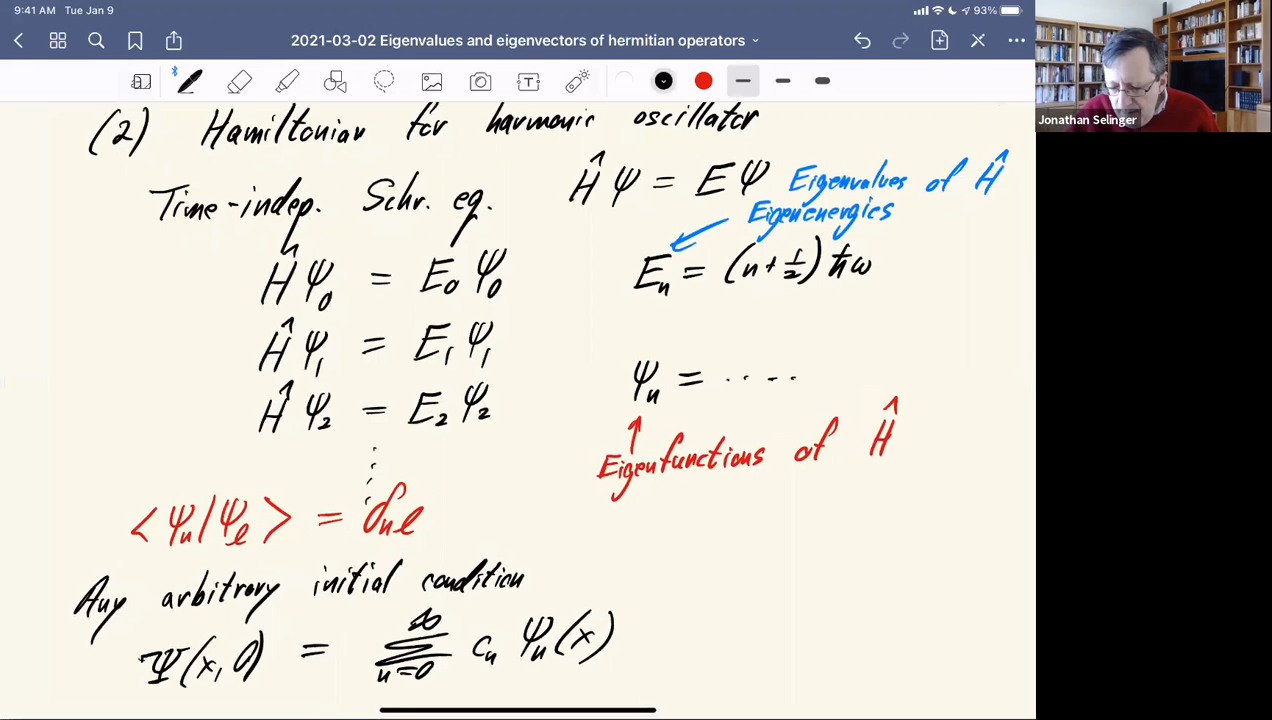 9:41 AM Tue Jan 9
93%
2021-03-02 Eigenvalues and eigenvectors of hermitian operators
T
Jonathan Selinger
(2) Hamiltonian for harmonic oscillator
Time-indep. Schr. eq.
Ĥψ = Eψ Eigenvalues of Ĥ
Eigenenergies
Ĥψ₀ = E₀ψ₀
Eₙ = (n+½)ħω
Ĥψ₁ = E₁ψ₁
Ĥψ₂ = E₂ψ₂
ψₙ = .....
Eigenfunctions of Ĥ
⋮
<ψₙ|ψₗ> = δₙₗ
Any arbitrary initial condition
Ψ(x,0) = ∑ₙ₌₀^∞ cₙ ψₙ(x)